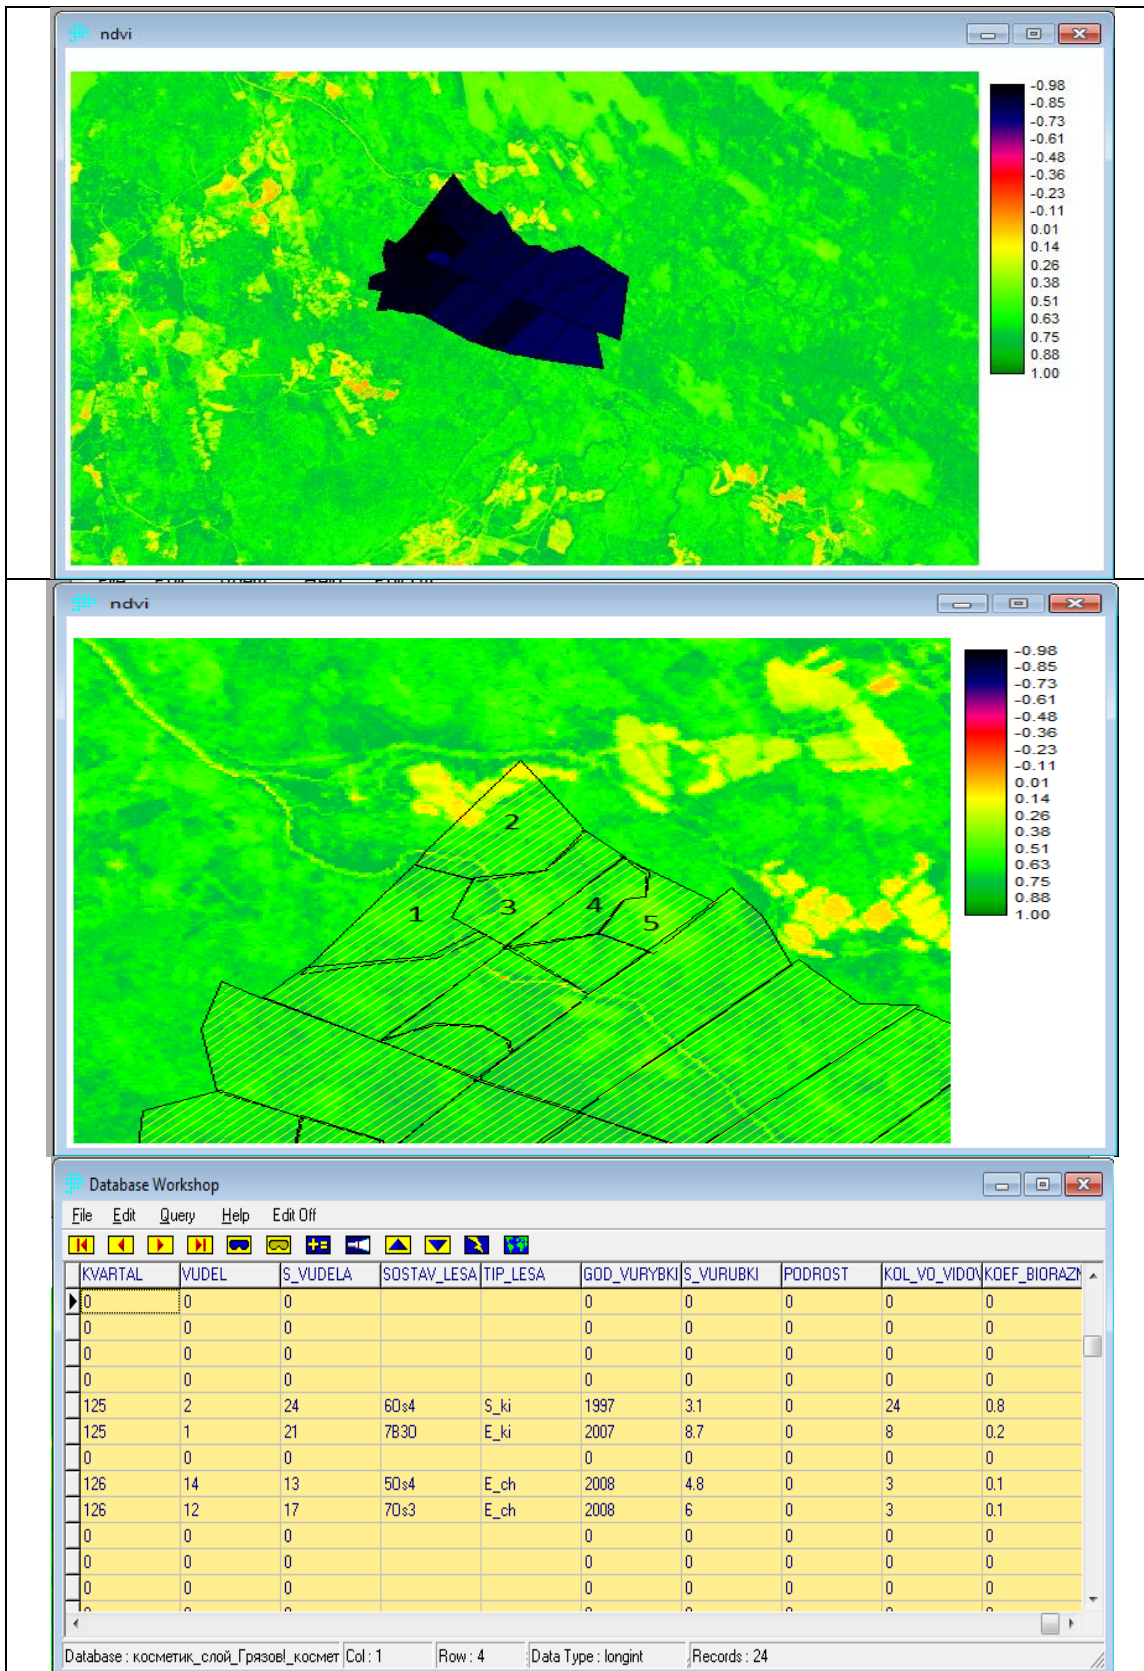 ndvi
-0.98
-0.85
-0.73
-0.61
-0.48
-0.36
-0.23
-0.11
0.01
0.14
0.26
0.38
0.51
0.63
0.75
0.88
1.00
ndvi
-0.98
-0.85
-0.73
-0.61
-0.48
-0.36
-0.23
-0.11
0.01
0.14
0.26
0.38
0.51
0.63
0.75
0.88
1.00
2
1 3 4 5
Database Workshop
File Edit Query Help Edit Off
KVARTAL VUDEL S_VUDELA SOSTAV_LESA TIP_LESA GOD_VURYBKI S_VURUBKI PODROST KOL_VO_VIDOV KOEF_BIORAZN
0 0 0 0 0 0 0 0
0 0 0 0 0 0 0 0
0 0 0 0 0 0 0 0
0 0 0 0 0 0 0 0
125 2 24 6Os4 S_ki 1997 3.1 0 24 0.8
125 1 21 7B3O E_ki 2007 8.7 0 8 0.2
0 0 0 0 0 0 0 0
126 14 13 5Os4 E_ch 2008 4.8 0 3 0.1
126 12 17 7Os3 E_ch 2008 6 0 3 0.1
0 0 0 0 0 0 0 0
0 0 0 0 0 0 0 0
0 0 0 0 0 0 0 0
Database : косметик_слой_Грязов!_космет Col : 1 Row : 4 Data Type : longint Records : 24